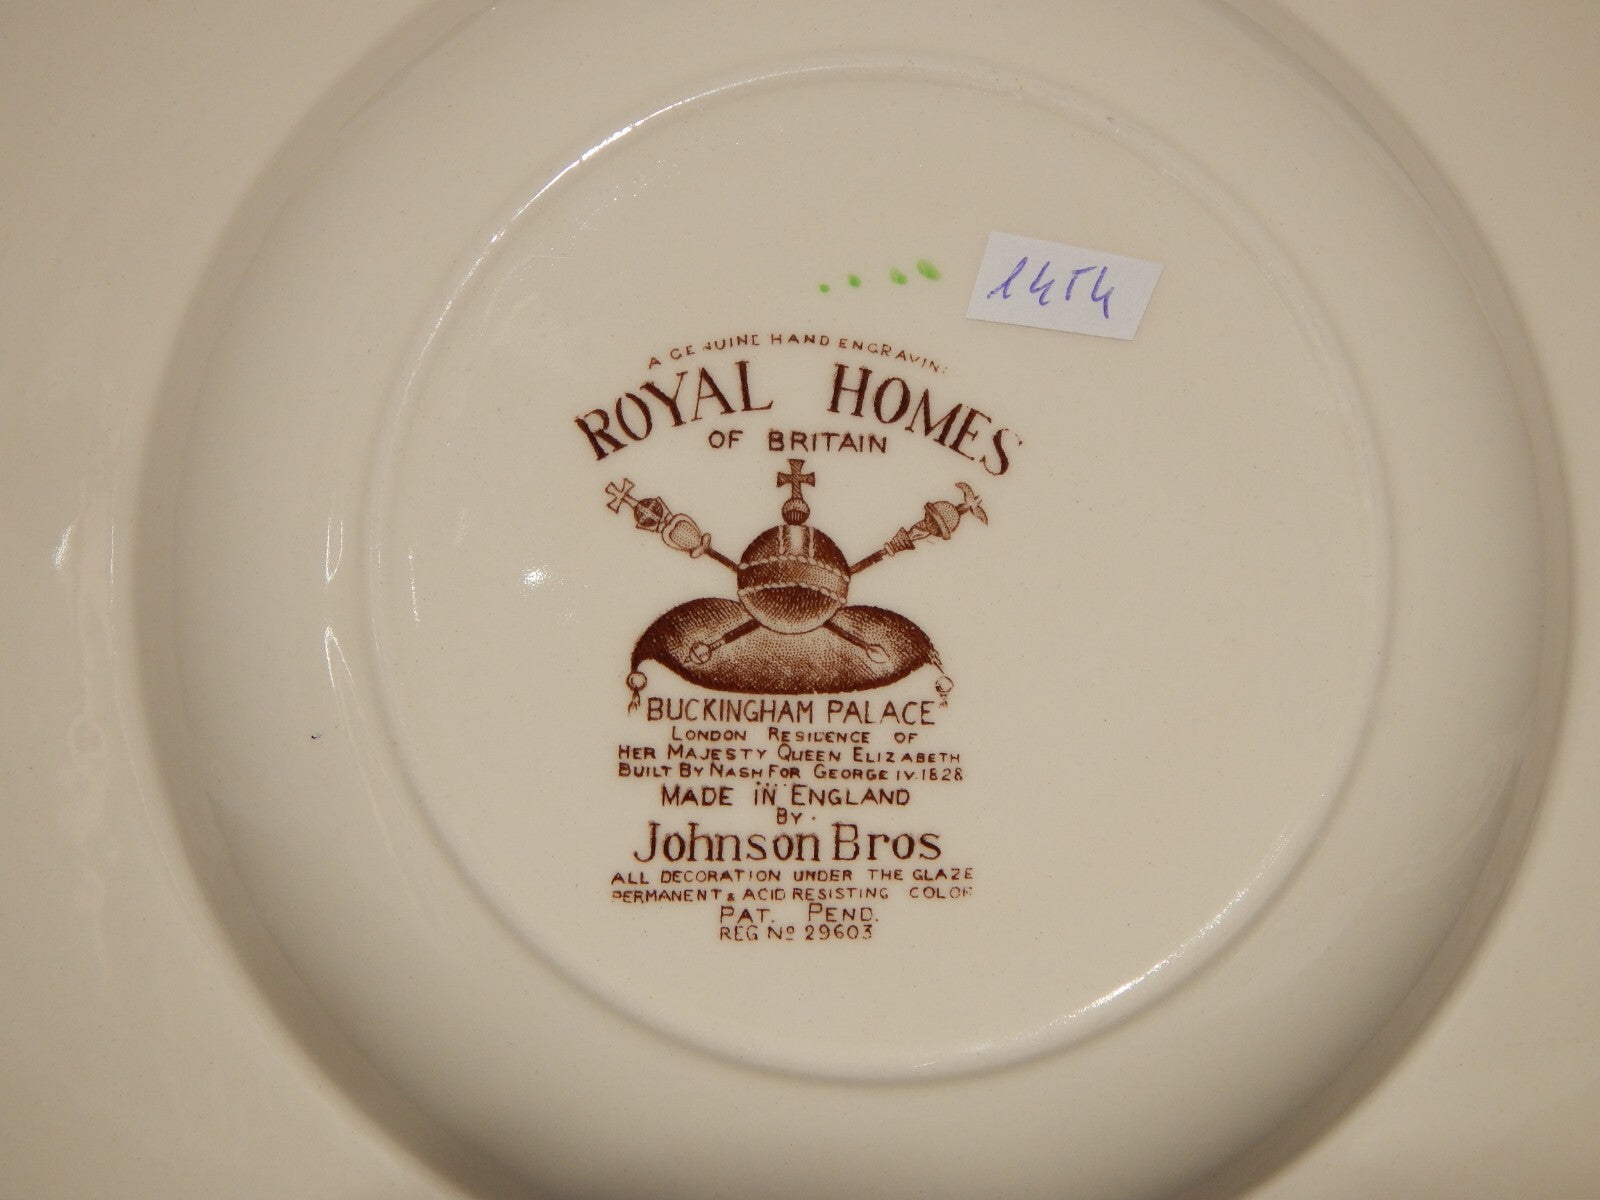 1454
A GENUINE HAND ENGRAVING
ROYAL HOMES
OF BRITAIN
BUCKINGHAM PALACE
LONDON RESIDENCE OF
HER MAJESTY QUEEN ELIZABETH
BUILT BY NASH FOR GEORGE IV. 1828
MADE IN ENGLAND
BY
Johnson Bros
ALL DECORATION UNDER THE GLAZE
PERMANENT & ACID RESISTING COLOR
PAT. PEND.
REG Nº 29603